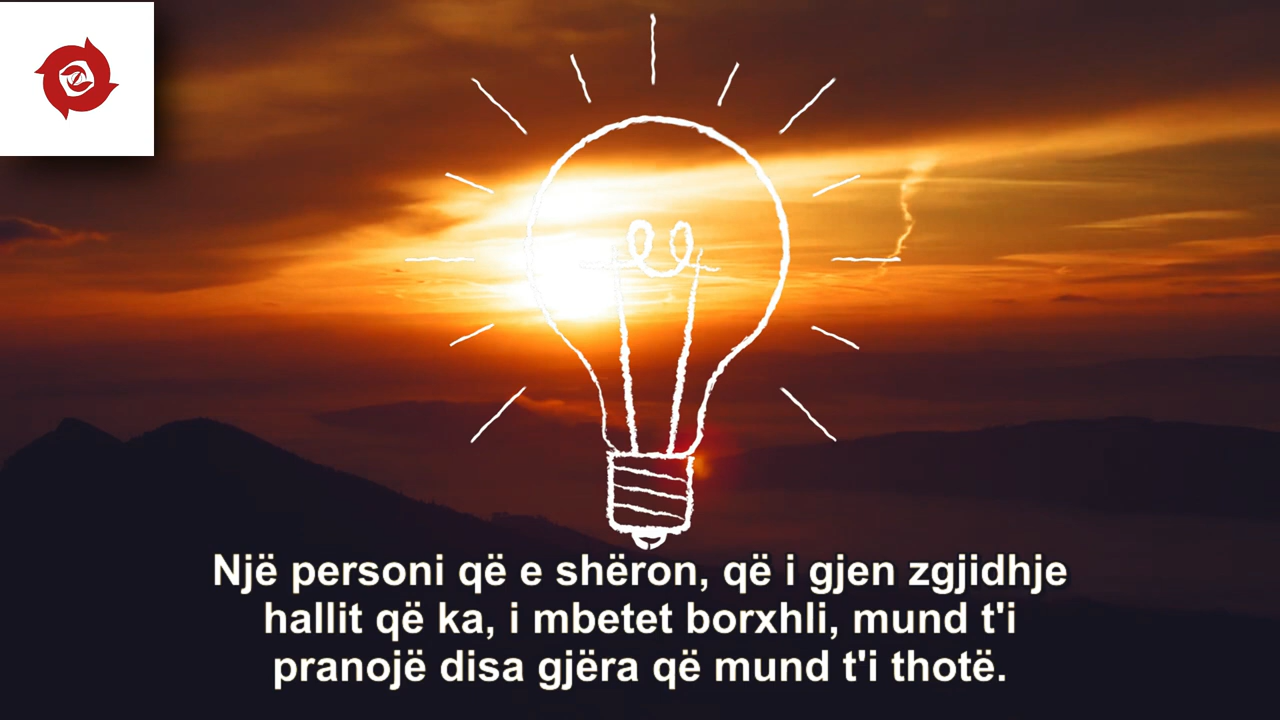 Një personi që e shëron, që i gjen zgjidhje
hallit që ka, i mbetet borxhli, mund t'i
pranojë disa gjëra që mund t'i thotë.